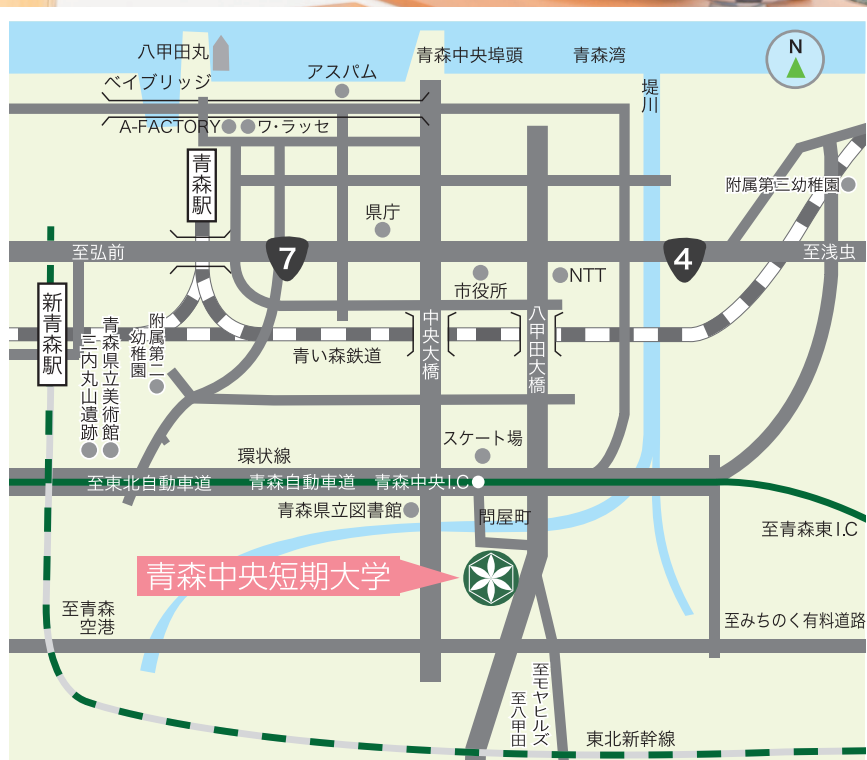 八甲田丸
青森中央埠頭
青森湾
N
ベイブリッジ
アスパム
堤川
A-FACTORY
ワ・ラッセ
青森駅
附属第三幼稚園
県庁
至弘前
7
4
至浅虫
市役所
NTT
新青森駅
青森県立美術館
三内丸山遺跡
附属第二
幼稚園
青い森鉄道
中央大橋
八甲田大橋
環状線
スケート場
至東北自動車道
青森自動車道
青森中央I.C
青森県立図書館
問屋町
至青森東I.C
青森中央短期大学
至青森
空港
至みちのく有料道路
至モヤヒルズ
至八甲田
東北新幹線